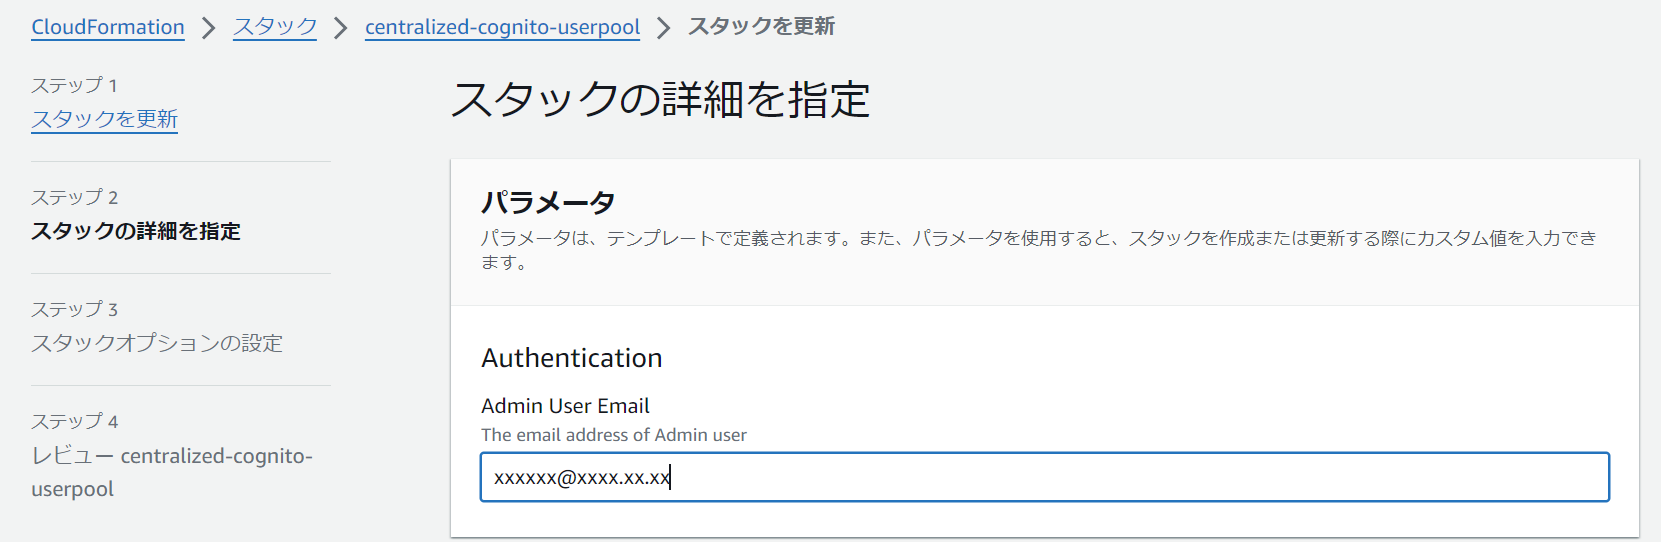 CloudFormation > スタック > centralized-cognito-userpool > スタックを更新
ステップ 1
スタックを更新
ステップ 2
スタックの詳細を指定
ステップ 3
スタックオプションの設定
ステップ 4
レビュー centralized-cognito-
userpool
スタックの詳細を指定
パラメータ
パラメータは、テンプレートで定義されます。また、パラメータを使用すると、スタックを作成または更新する際にカスタム値を入力でき
ます。
Authentication
Admin User Email
The email address of Admin user
xxxxxx@xxxx.xx.xx